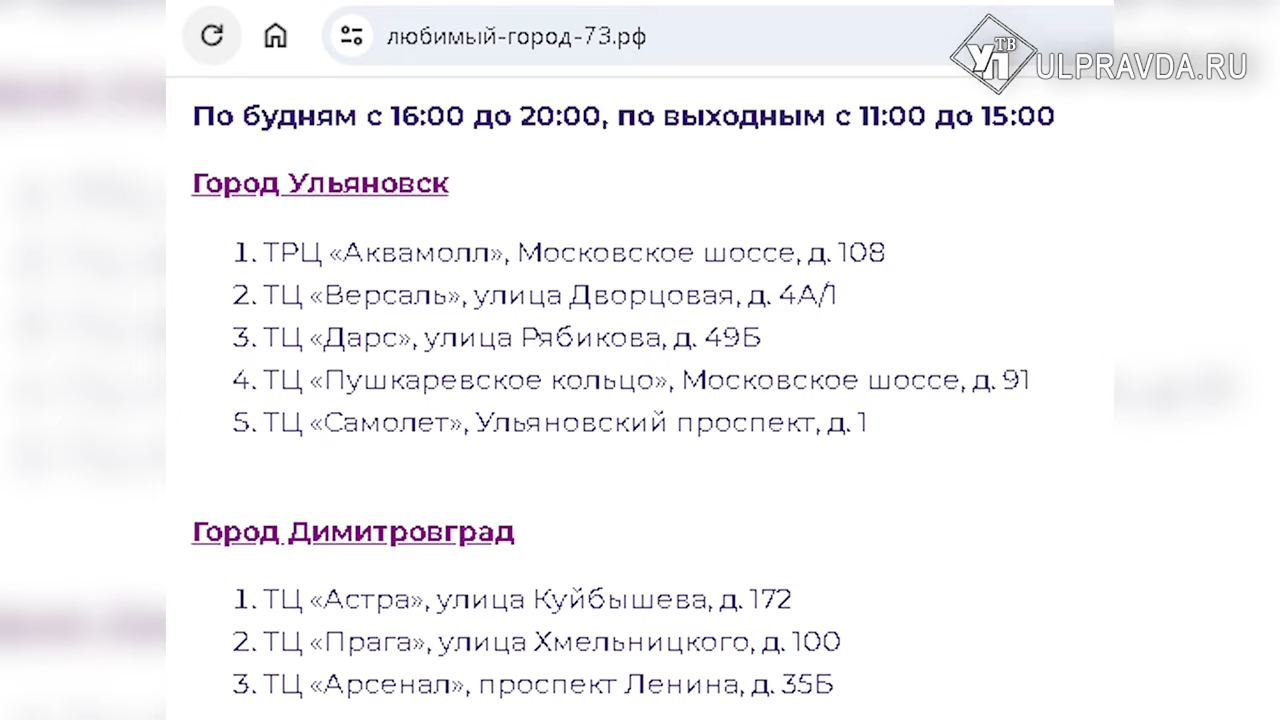 любимый-город-73.рф
УП ТВ ULPRAVDA.RU
По будням с 16:00 до 20:00, по выходным с 11:00 до 15:00
Город Ульяновск
1. ТРЦ «Аквамолл», Московское шоссе, д. 108
2. ТЦ «Версаль», улица Дворцовая, д. 4А/1
3. ТЦ «Дарс», улица Рябикова, д. 49Б
4. ТЦ «Пушкаревское кольцо», Московское шоссе, д. 91
5. ТЦ «Самолет», Ульяновский проспект, д. 1
Город Димитровград
1. ТЦ «Астра», улица Куйбышева, д. 172
2. ТЦ «Прага», улица Хмельницкого, д. 100
3. ТЦ «Арсенал», проспект Ленина, д. 35Б